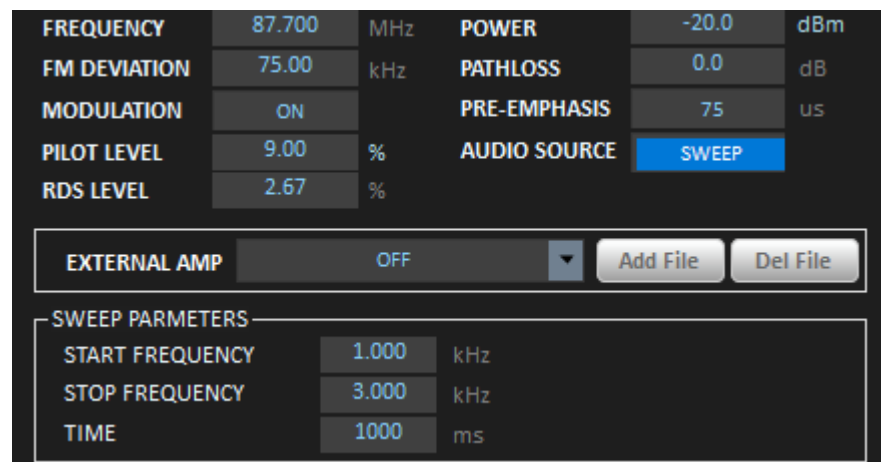 FREQUENCY 87.700 MHz POWER -20.0 dBm
FM DEVIATION 75.00 kHz PATHLOSS 0.0 dB
MODULATION ON PRE-EMPHASIS 75 us
PILOT LEVEL 9.00 % AUDIO SOURCE SWEEP
RDS LEVEL 2.67 %
EXTERNAL AMP OFF Add File Del File
SWEEP PARMETERS
START FREQUENCY 1.000 kHz
STOP FREQUENCY 3.000 kHz
TIME 1000 ms